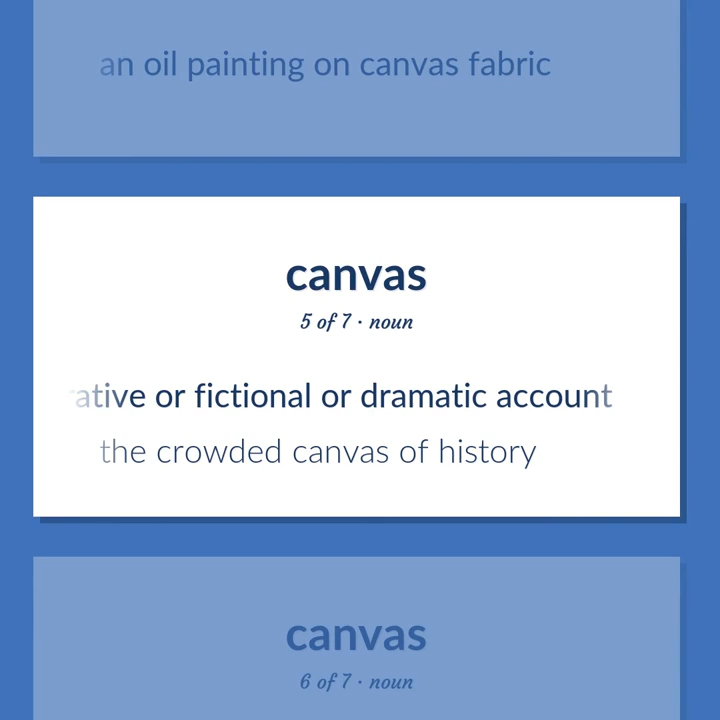 an oil painting on canvas fabric
canvas
5 of 7 · noun
rative or fictional or dramatic account
the crowded canvas of history
canvas
6 of 7 · noun